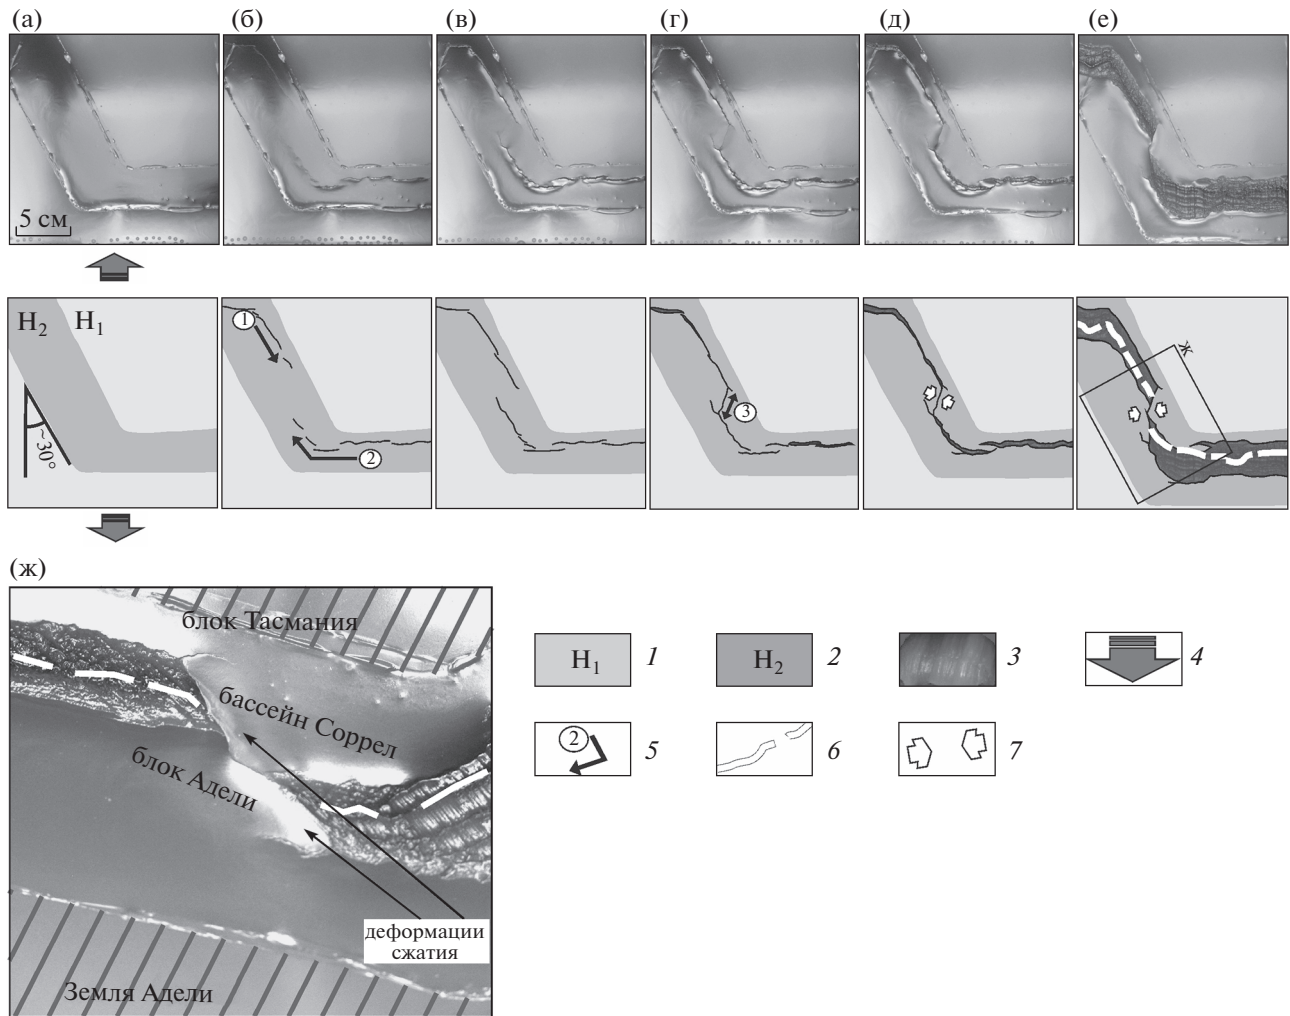 (а) (б) (в) (г) (д) (е)
5 см
H₂ H₁
~30°
1
2
3
ж
(ж)
блок Тасмания
бассейн Соррел
блок Адели
деформации
сжатия
Земля Адели
H₁ 1 H₂ 2 3 4
2 5 6 7